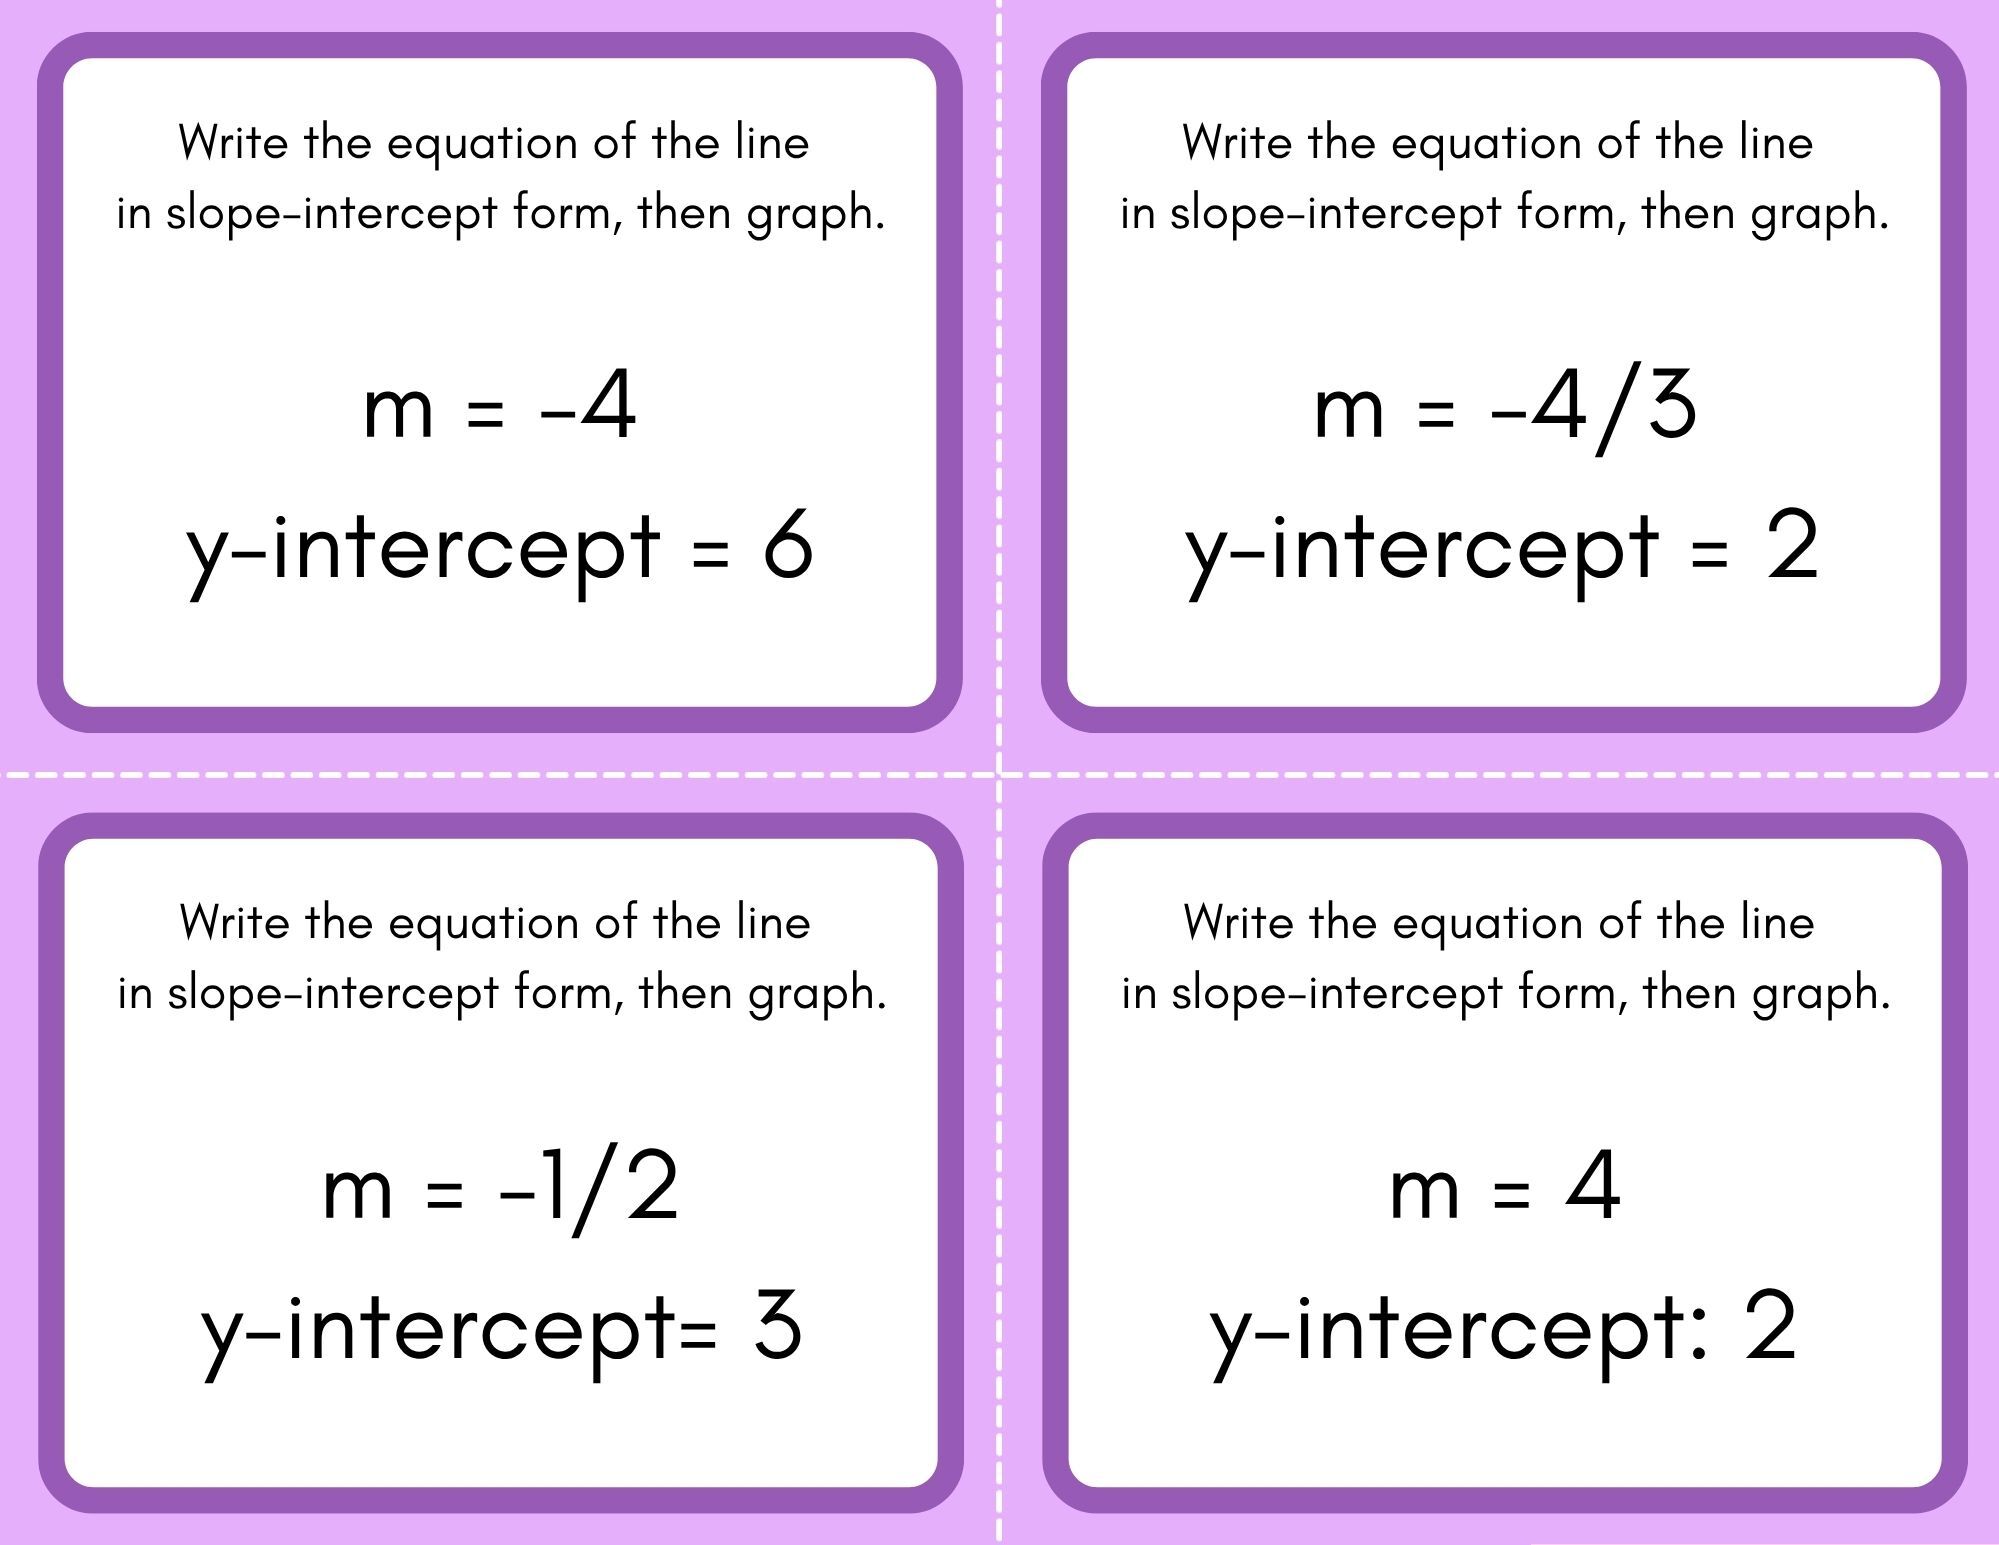 Write the equation of the line
in slope-intercept form, then graph.
m = -4
y-intercept = 6
Write the equation of the line
in slope-intercept form, then graph.
m = -4/3
y-intercept = 2
Write the equation of the line
in slope-intercept form, then graph.
m = -1/2
y-intercept= 3
Write the equation of the line
in slope-intercept form, then graph.
m = 4
y-intercept: 2